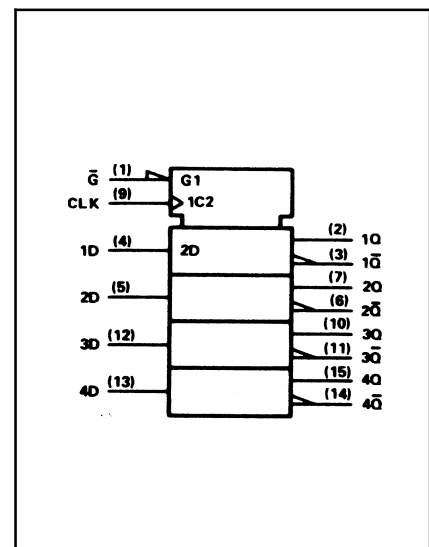 G̅ (1) G1
CLK (9) 1C2
1D (4) 2D (2) 1Q
(3) 1Q̅
2D (5) (7) 2Q
(6) 2Q̅
3D (12) (10) 3Q
(11) 3Q̅
4D (13) (15) 4Q
(14) 4Q̅